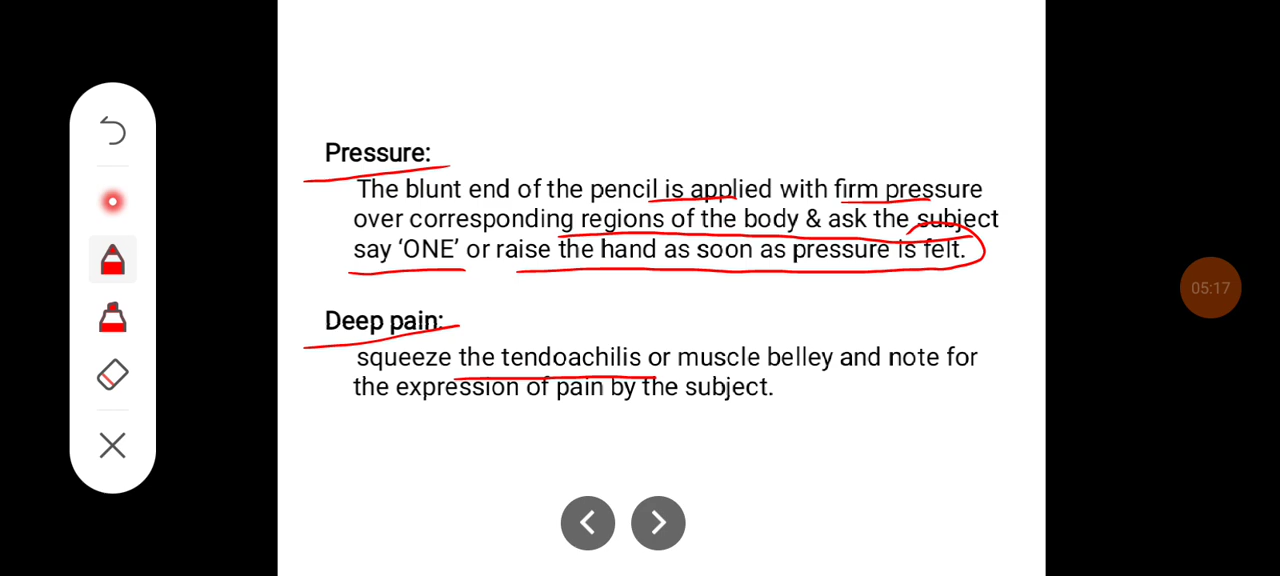 Pressure:
The blunt end of the pencil is applied with firm pressure
over corresponding regions of the body & ask the subject
say ‘ONE’ or raise the hand as soon as pressure is felt.
Deep pain:
squeeze the tendoachilis or muscle belley and note for
the expression of pain by the subject.
05:17